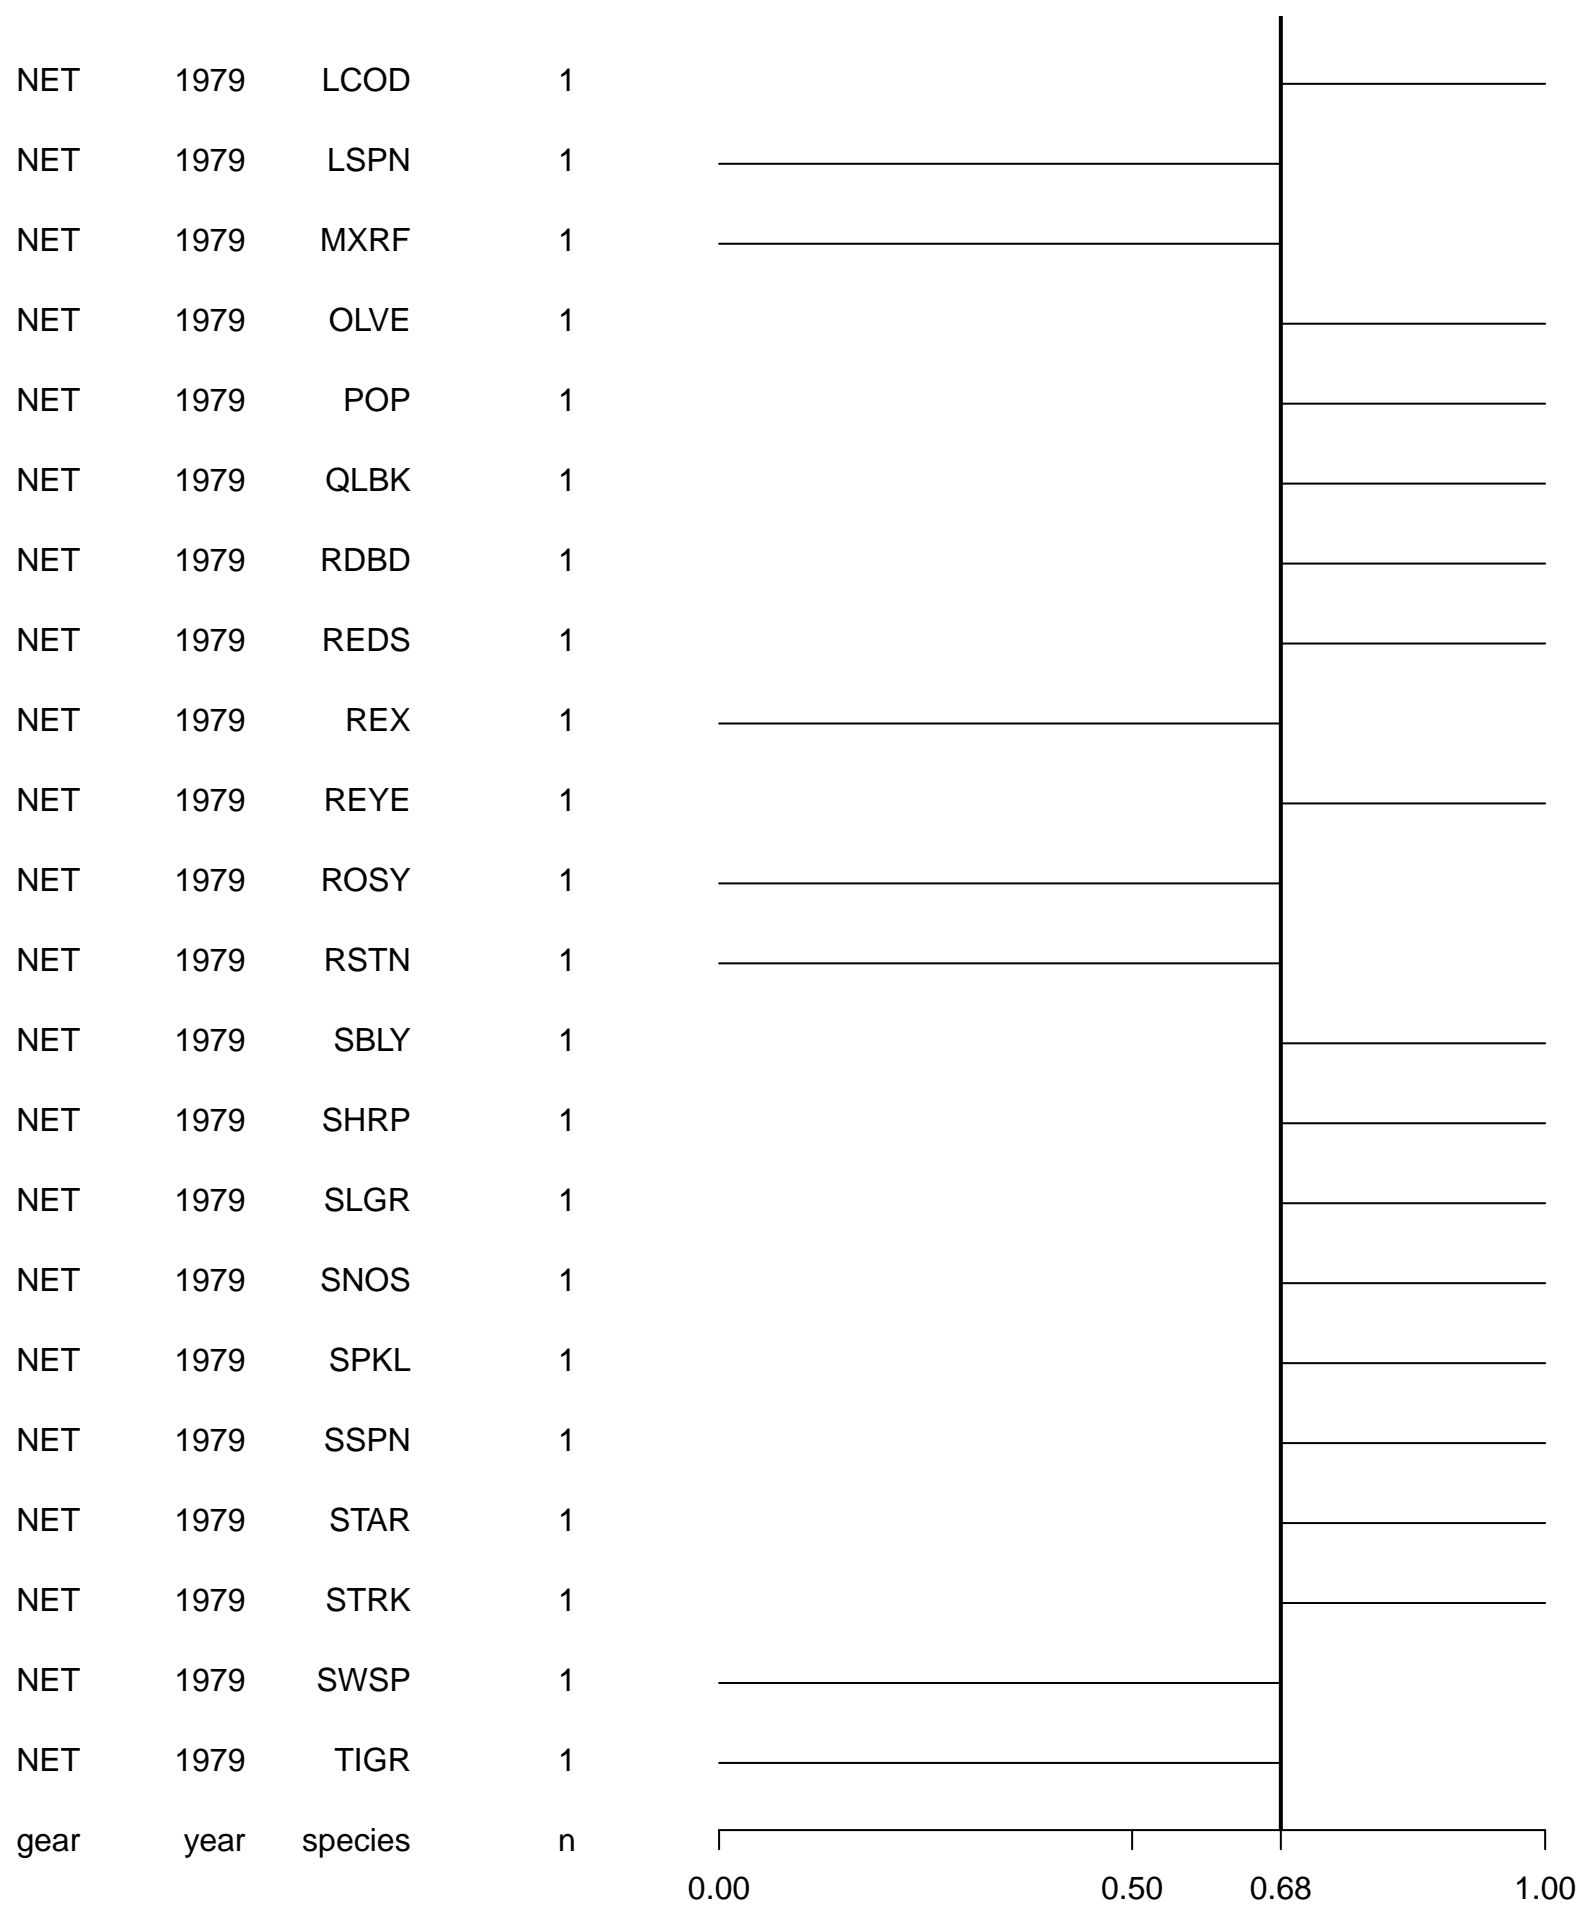 NET 1979 LCOD 1
NET 1979 LSPN 1
NET 1979 MXRF 1
NET 1979 OLVE 1
NET 1979 POP 1
NET 1979 QLBK 1
NET 1979 RDBD 1
NET 1979 REDS 1
NET 1979 REX 1
NET 1979 REYE 1
NET 1979 ROSY 1
NET 1979 RSTN 1
NET 1979 SBLY 1
NET 1979 SHRP 1
NET 1979 SLGR 1
NET 1979 SNOS 1
NET 1979 SPKL 1
NET 1979 SSPN 1
NET 1979 STAR 1
NET 1979 STRK 1
NET 1979 SWSP 1
NET 1979 TIGR 1
gear year species n
0.00 0.50 0.68 1.00